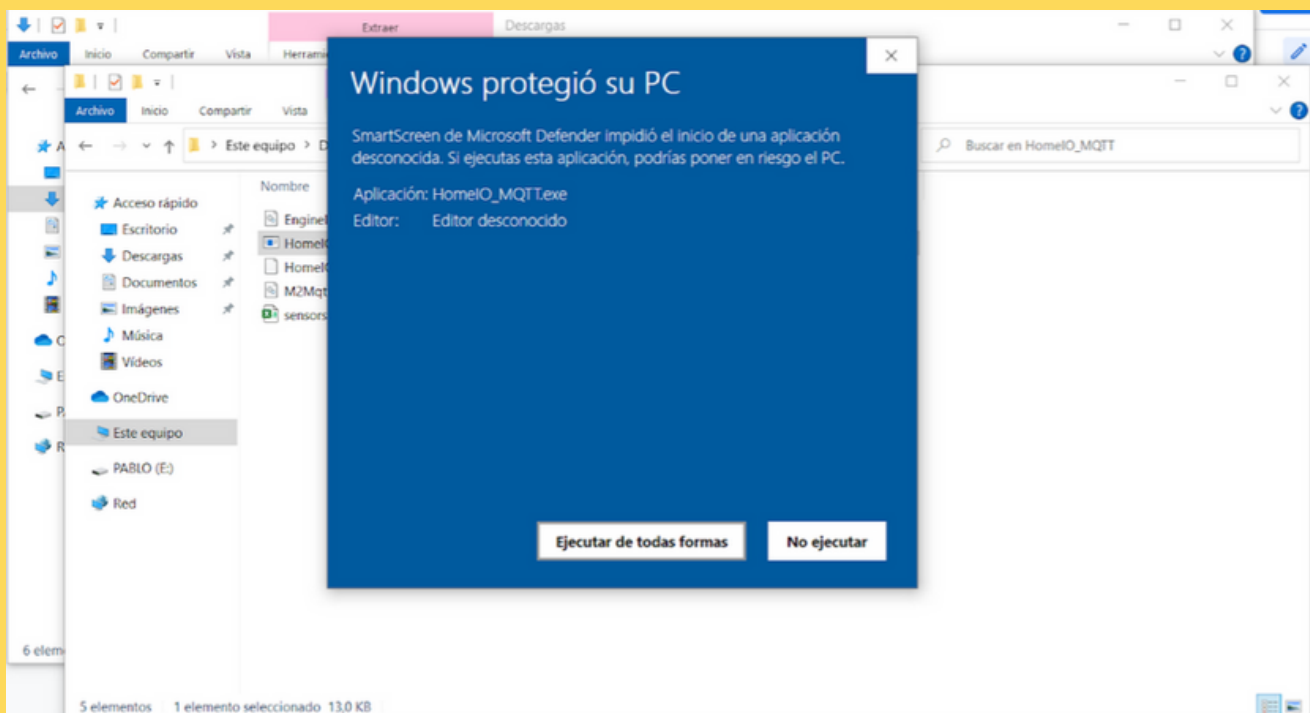 Extraer
Descargas
Archivo Inicio Compartir Vista
Archivo Inicio Compartir Vista
Este equipo
Buscar en HomeIO_MQTT
Nombre
Acceso rápido
Escritorio
Descargas
Documentos
Imágenes
Música
Vídeos
OneDrive
Este equipo
PABLO (E:)
Red
Windows protegió su PC
SmartScreen de Microsoft Defender impidió el inicio de una aplicación
desconocida. Si ejecutas esta aplicación, podrías poner en riesgo el PC.
Aplicación: HomeIO_MQTT.exe
Editor: Editor desconocido
Ejecutar de todas formas
No ejecutar
sensors
5 elementos 1 elemento seleccionado 13,0 KB